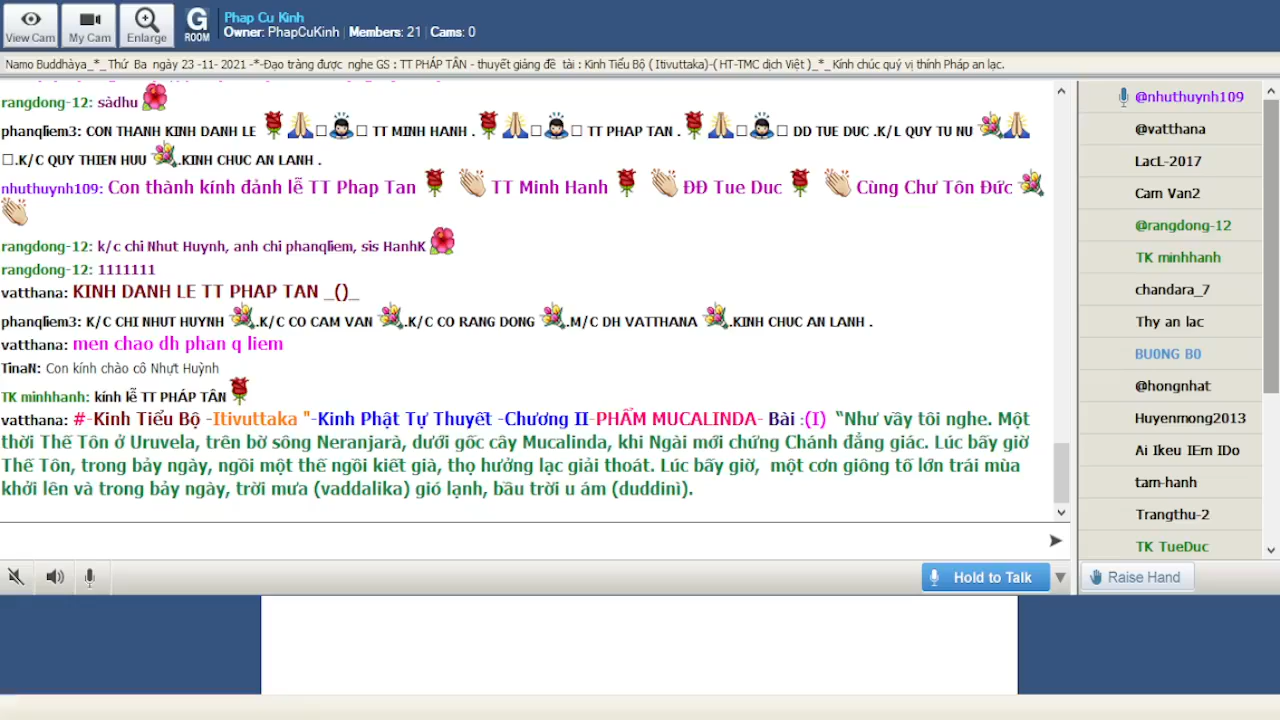 View Cam
My Cam
Enlarge
G
ROOM
Phap Cu Kinh
Owner: PhapCuKinh | Members: 21 | Cams: 0
Namo Buddhàya_*_Thứ Ba ngày 23 -11- 2021 -*-Đạo tràng được nghe GS : TT PHÁP TÂN - thuyết giảng đề tài : Kinh Tiểu Bộ ( Itivuttaka)-( HT-TMC dịch Việt )_*_Kính chúc quý vị thính Pháp an lạc.
rangdong-12: sàdhu
phanqliem3: CON THANH KINH DANH LE TT MINH HANH . TT PHAP TAN . DD TUE DUC .K/L QUY TU NU
.K/C QUY THIEN HUU .KINH CHUC AN LANH .
nhuthuynh109: Con thành kính đảnh lễ TT Phap Tan TT Minh Hanh ĐĐ Tue Duc Cùng Chư Tôn Đức
rangdong-12: k/c chi Nhut Huynh, anh chi phanqliem, sis HanhK
rangdong-12: 1111111
vatthana: KINH DANH LE TT PHAP TAN _()_
phanqliem3: K/C CHI NHUT HUYNH .K/C CO CAM VAN .K/C CO RANG DONG .M/C DH VATTHANA .KINH CHUC AN LANH .
vatthana: men chao dh phan q liem
TinaN: Con kính chào cô Nhựt Huỳnh
TK minhhanh: kính lễ TT PHÁP TÂN
vatthana: #-Kinh Tiểu Bộ -Itivuttaka "-Kinh Phật Tự Thuyết -Chương II-PHẨM MUCALINDA- Bài :(I) “Như vầy tôi nghe. Một
thời Thế Tôn ở Uruvela, trên bờ sông Neranjarà, dưới gốc cây Mucalinda, khi Ngài mới chứng Chánh đẳng giác. Lúc bấy giờ
Thế Tôn, trong bảy ngày, ngồi một thế ngồi kiết già, thọ hưởng lạc giải thoát. Lúc bấy giờ, một cơn giông tố lớn trái mùa
khởi lên và trong bảy ngày, trời mưa (vaddalika) gió lạnh, bầu trời u ám (duddinì).
@nhuthuynh109
@vatthana
LacL-2017
Cam Van2
@rangdong-12
TK minhhanh
chandara_7
Thy an lac
BU0NG B0
@hongnhat
Huyenmong2013
Ai Ikeu IEm IDo
tam-hanh
Trangthu-2
TK TueDuc
Hold to Talk
Raise Hand